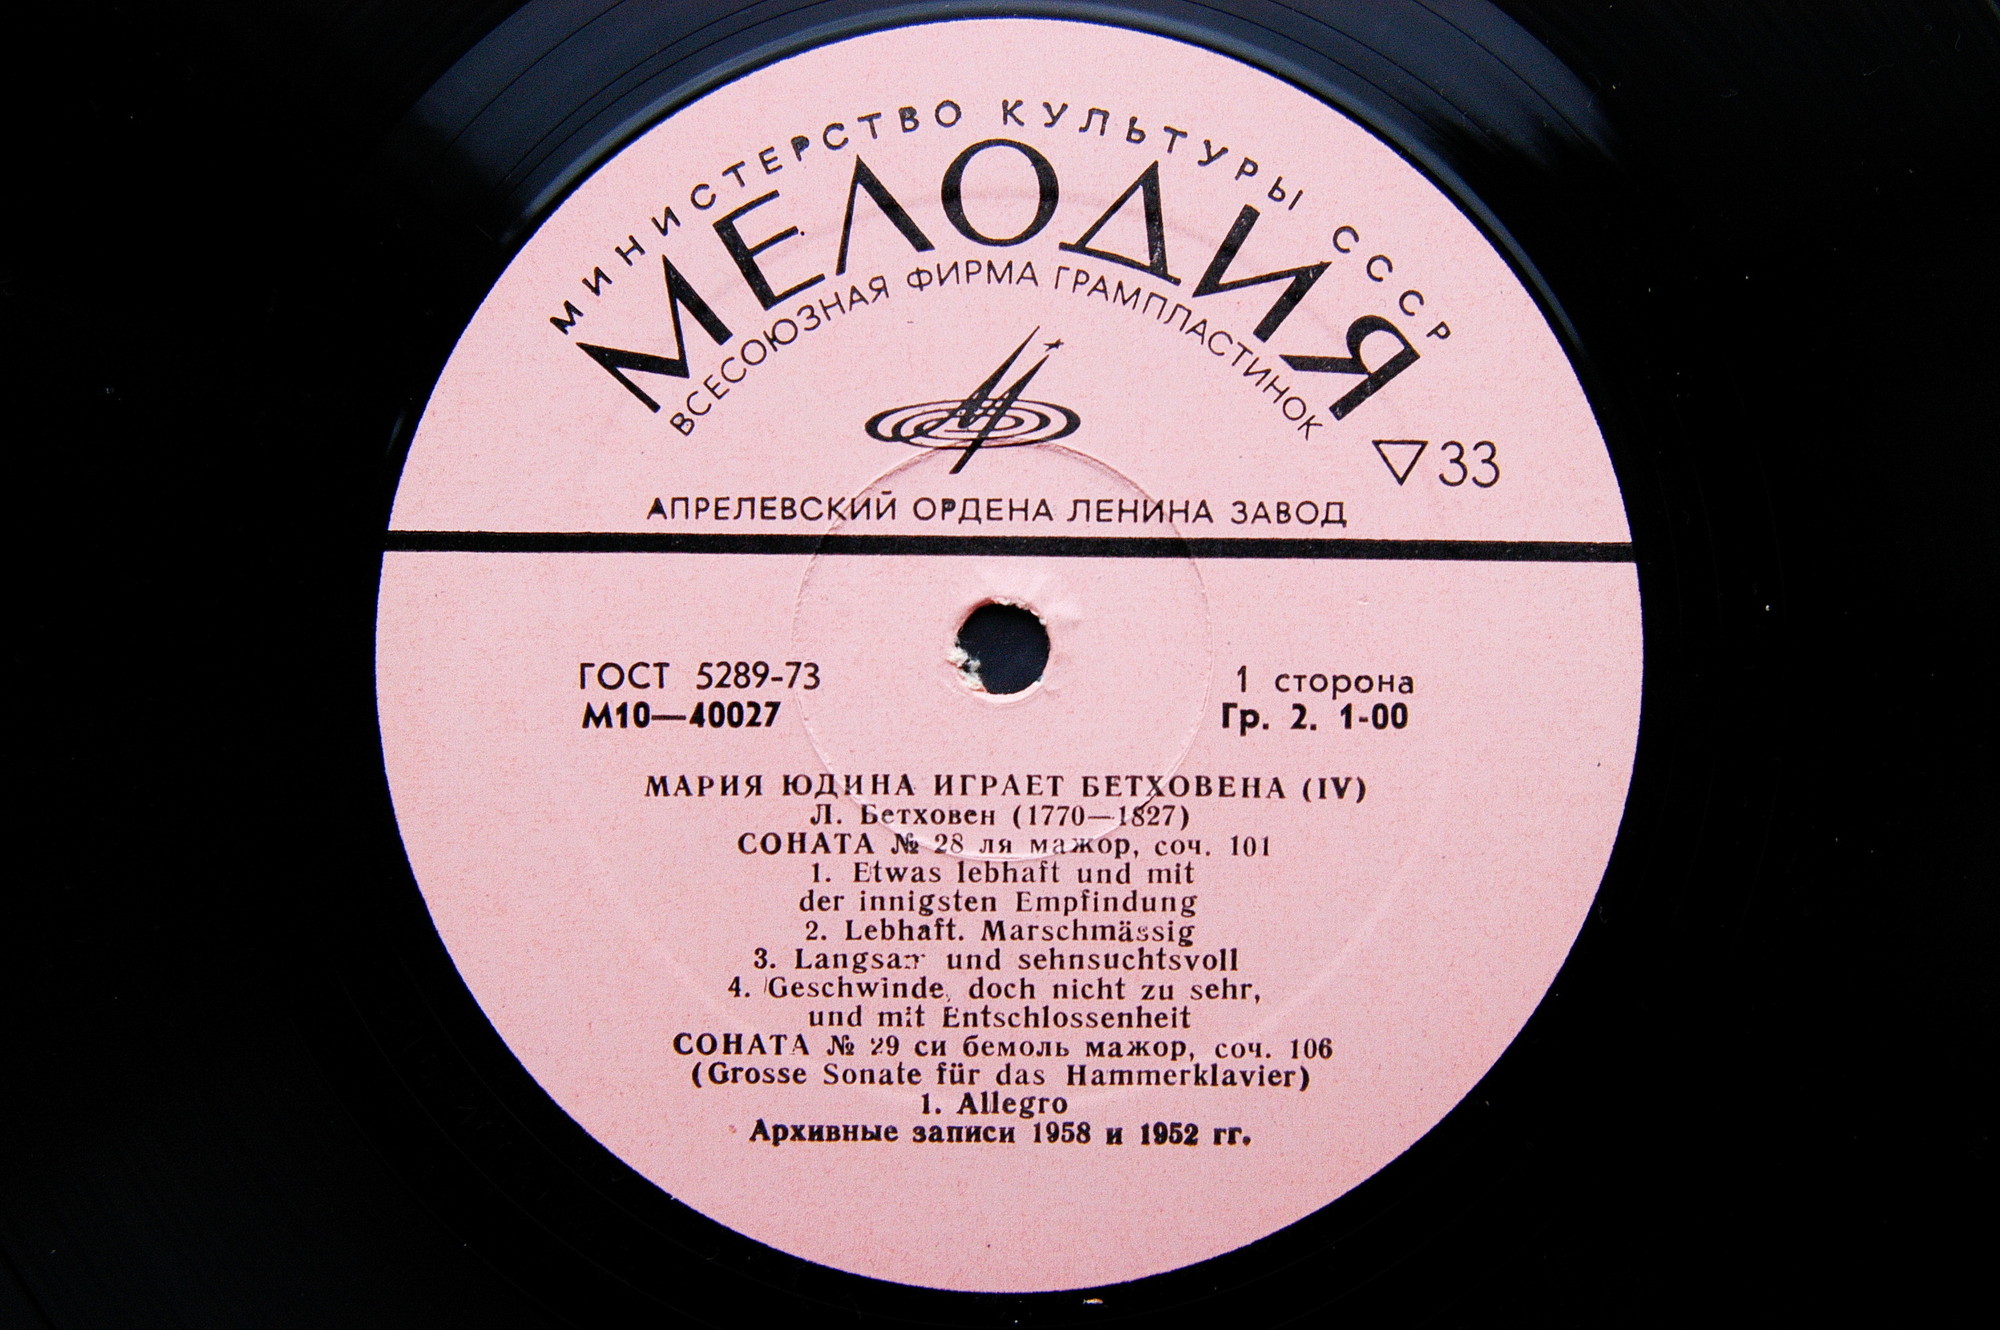 МИНИСТЕРСТВО КУЛЬТУРЫ СССР
МЕЛОДИЯ
ВСЕСОЮЗНАЯ ФИРМА ГРАМПЛАСТИНОК
▽33
АПРЕЛЕВСКИЙ ОРДЕНА ЛЕНИНА ЗАВОД
ГОСТ 5289-73
1 сторона
М10—40027
Гр. 2. 1-00
МАРИЯ ЮДИНА ИГРАЕТ БЕТХОВЕНА (IV)
Л. Бетховен (1770—1827)
СОНАТА № 28 ля мажор, соч. 101
1. Etwas lebhaft und mit
der innigsten Empfindung
2. Lebhaft. Marschmässig
3. Langsam und sehnsuchtsvoll
4. Geschwinde, doch nicht zu sehr,
und mit Entschlossenheit
СОНАТА № 29 си бемоль мажор, соч. 106
(Grosse Sonate für das Hammerklavier)
1. Allegro
Архивные записи 1958 и 1952 гг.